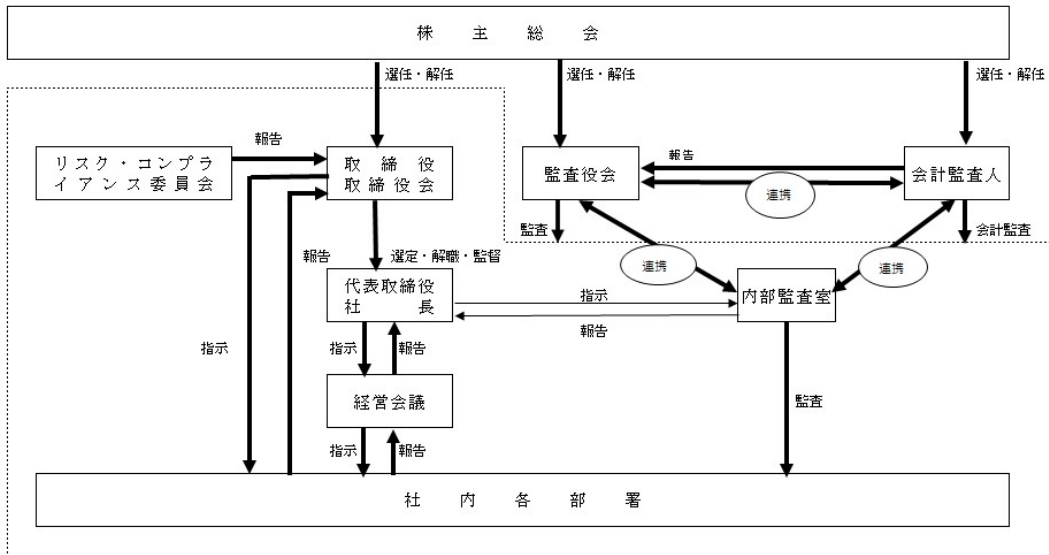 株主総会
選任・解任
選任・解任
選任・解任
リスク・コンプラ
イアンス委員会
報告
取締役
取締役会
監査役会
報告
連携
会計監査人
監査
会計監査
報告
選定・解職・監督
連携
連携
代表取締役
社長
指示
報告
内部監査室
指示
指示
報告
経営会議
監査
指示
報告
社内各部署